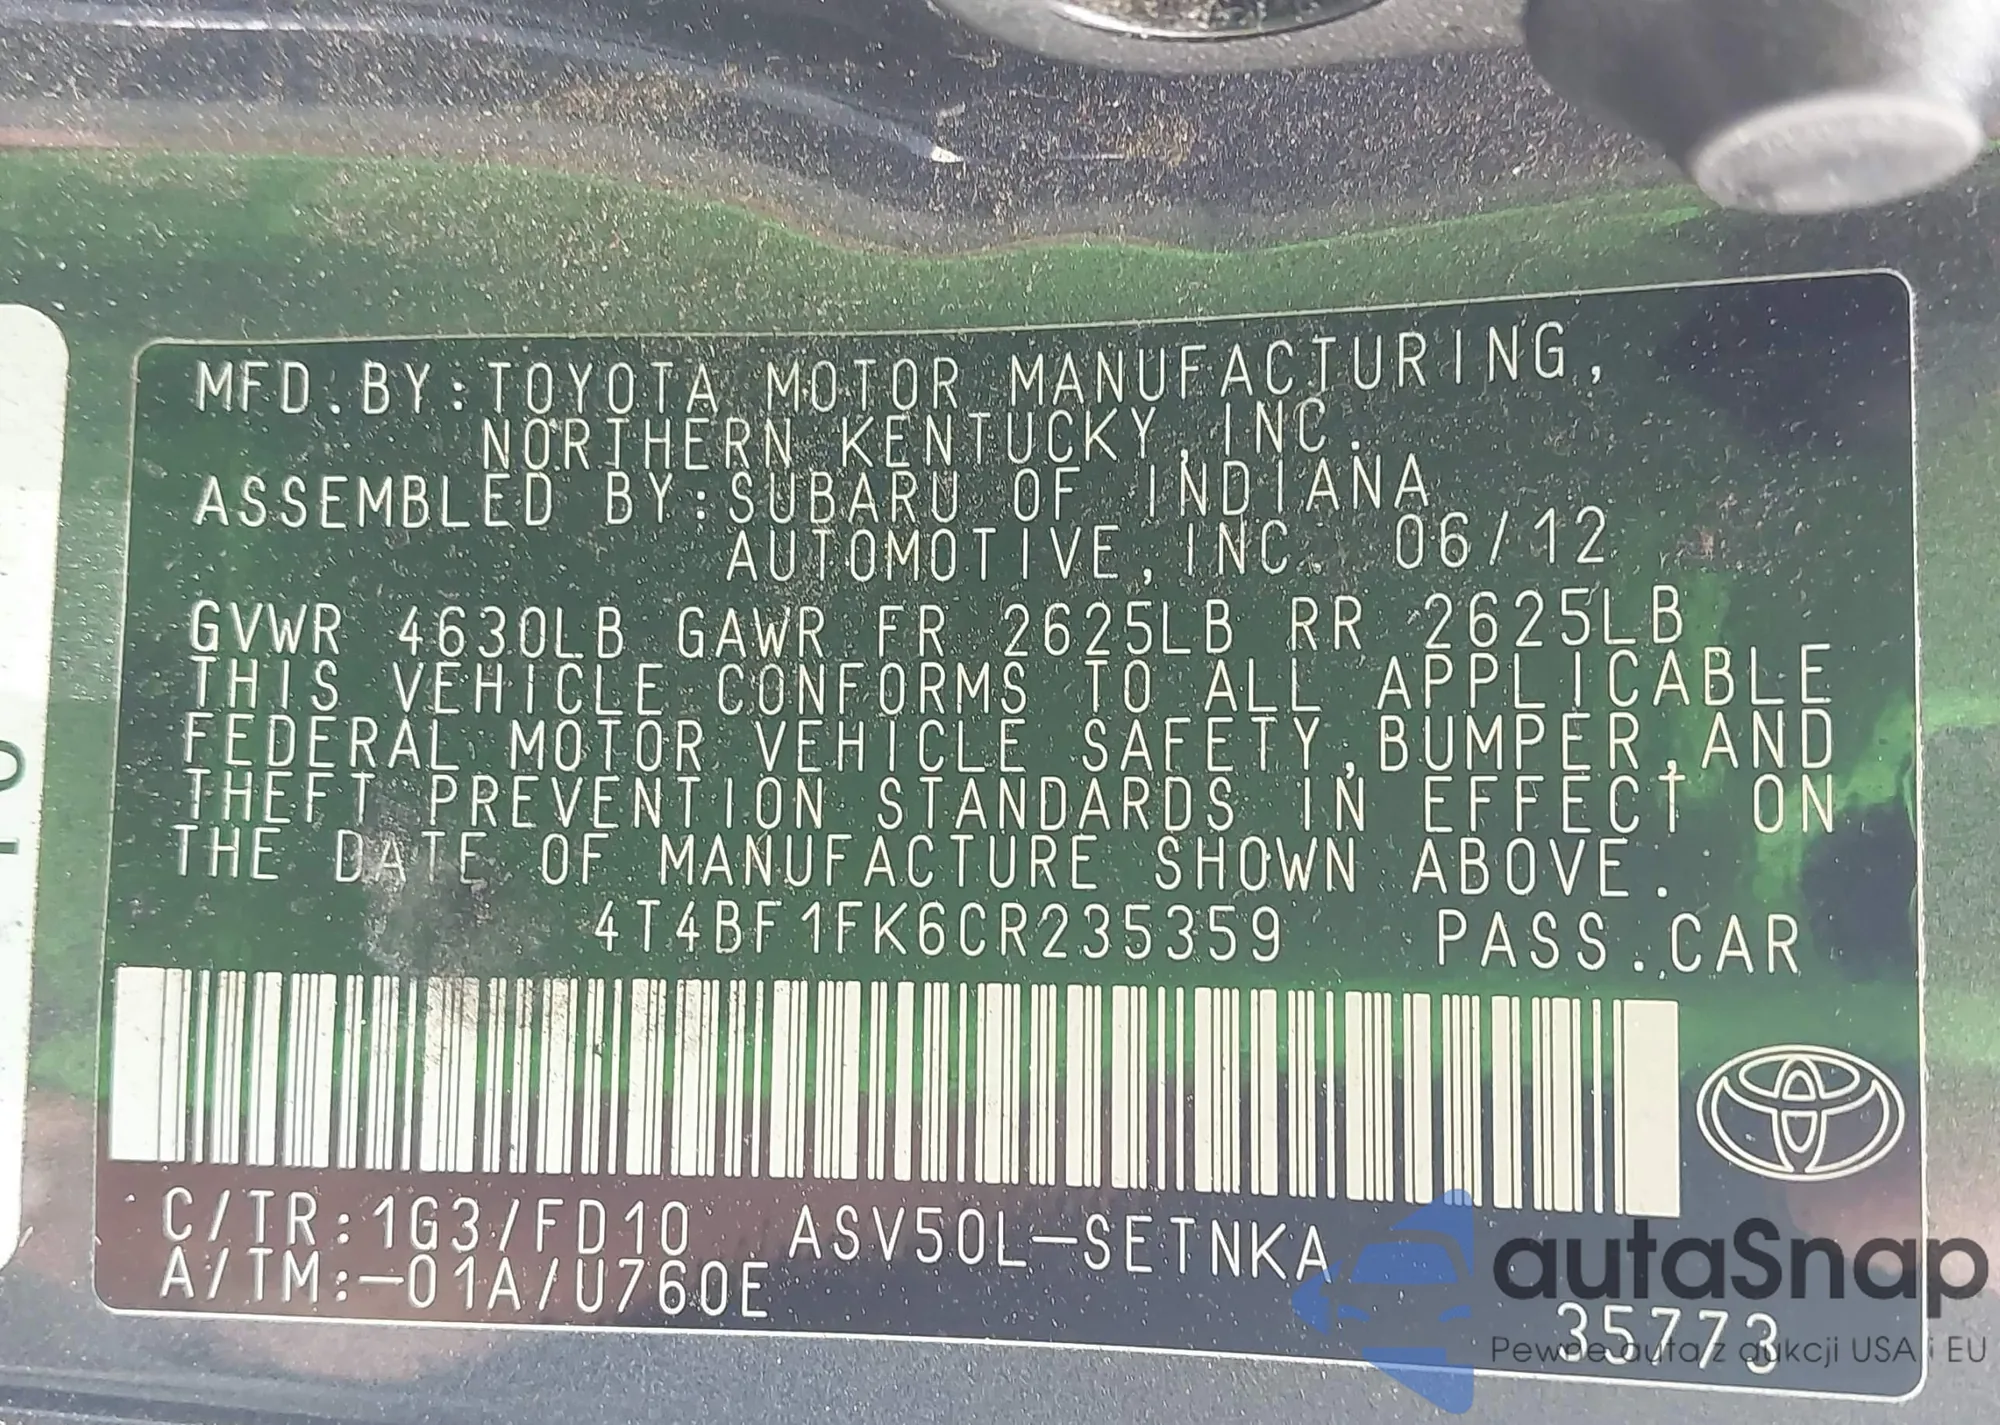 MFD.BY:TOYOTA MOTOR MANUFACTURING,
NORTHERN KENTUCKY,INC.
ASSEMBLED BY:SUBARU OF INDIANA
AUTOMOTIVE,INC. 06/12
GVWR 4630LB GAWR FR 2625LB RR 2625LB
THIS VEHICLE CONFORMS TO ALL APPLICABLE
FEDERAL MOTOR VEHICLE SAFETY,BUMPER,AND
THEFT PREVENTION STANDARDS IN EFFECT ON
THE DATE OF MANUFACTURE SHOWN ABOVE.
4T4BF1FK6CR235359 PASS.CAR
C/TR:1G3/FD10 ASV50L-SETNKA
A/TM:-01A/U760E
35773
autaSnap
Pewne auta z aukcji USA i EU